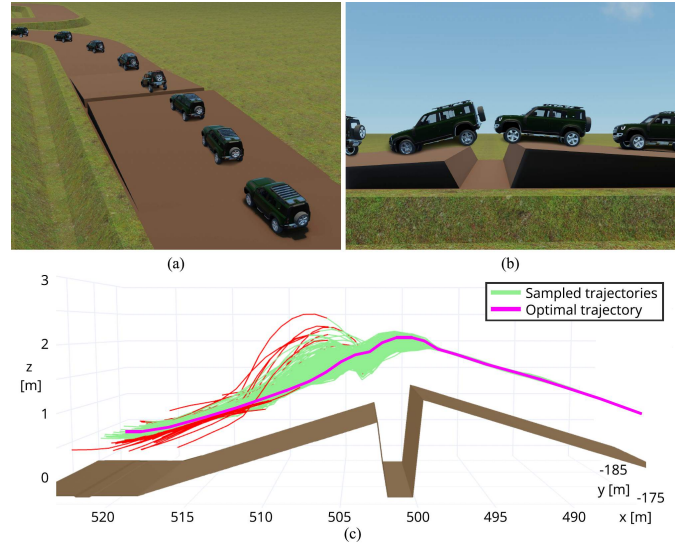 (a)
(b)
3
Sampled trajectories
Optimal trajectory
2
z
[m]
1
0
-185
y [m]
-175
520
515
510
505
500
495
490
x [m]
(c)